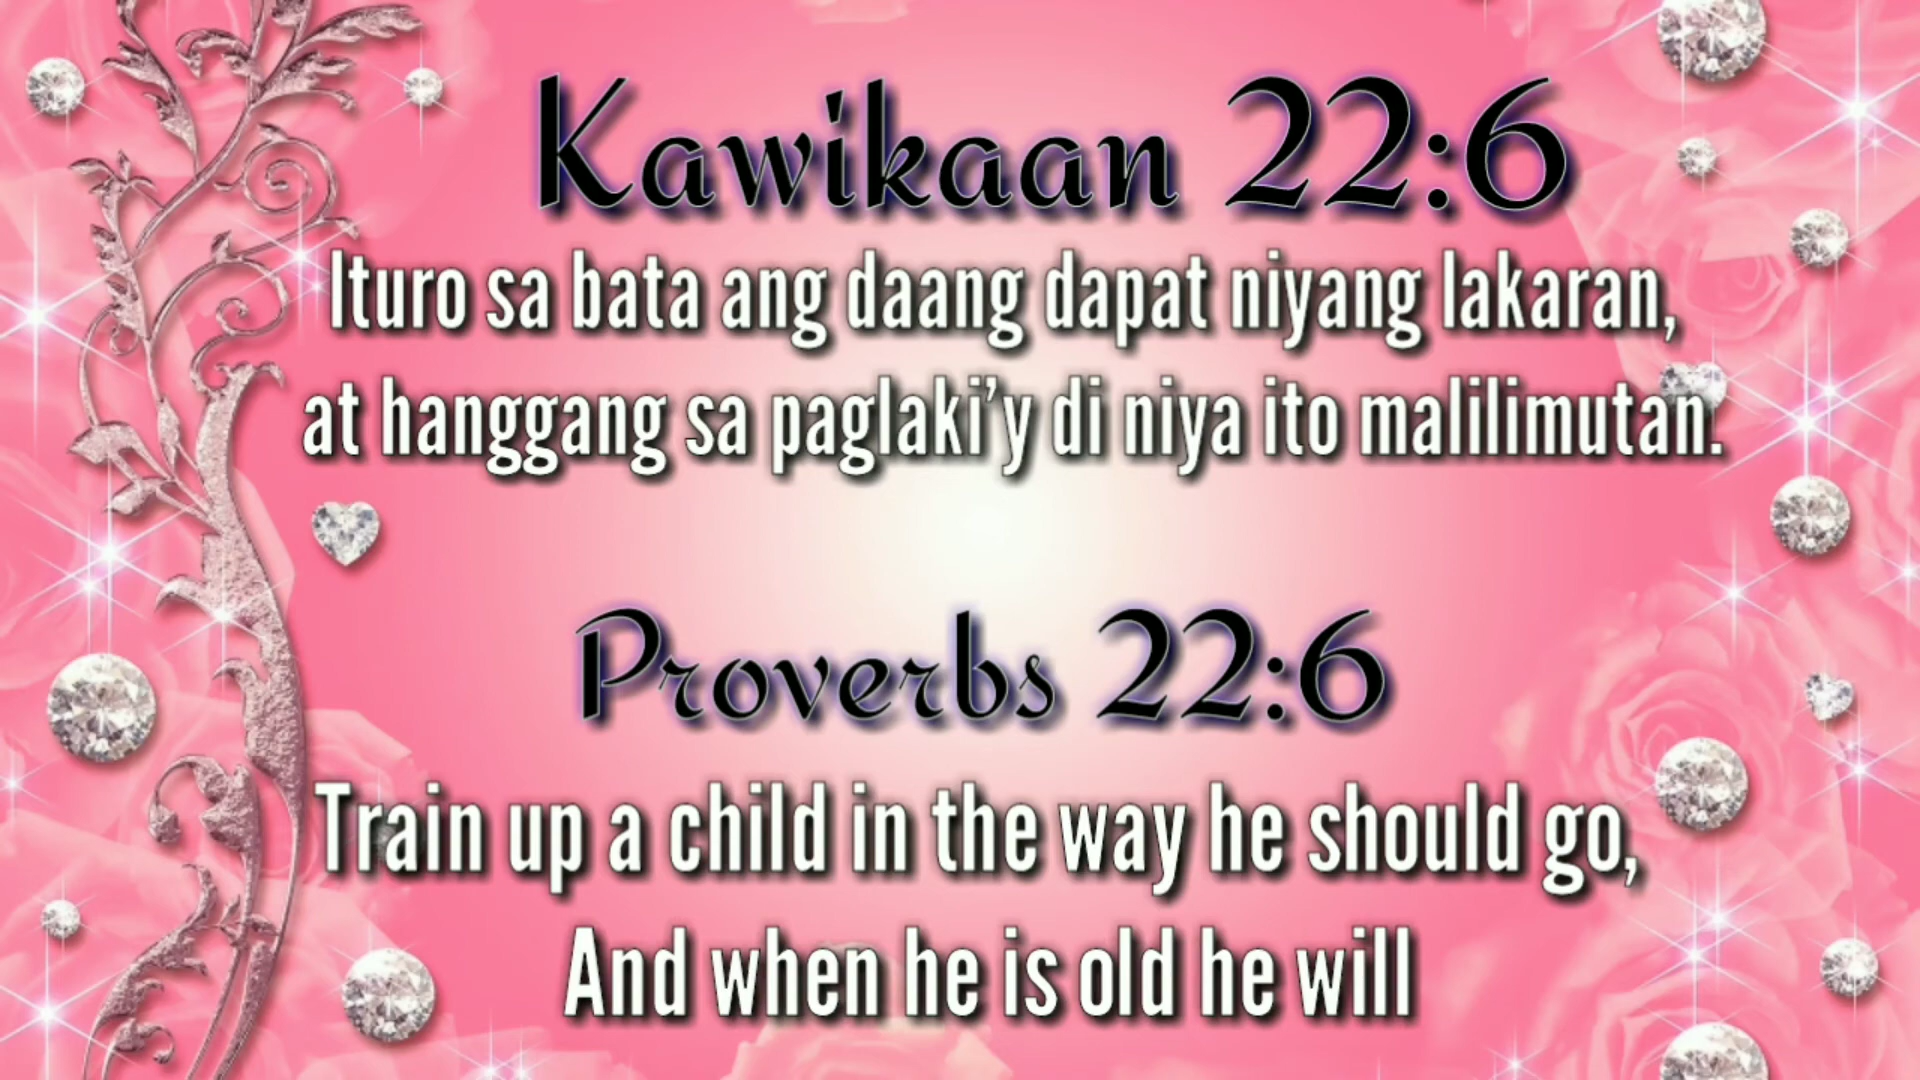 Kawikaan 22:6
Ituro sa bata ang daang dapat niyang lakaran,
at hanggang sa paglaki'y di niya ito malilimutan.
Proverbs 22:6
Train up a child in the way he should go,
And when he is old he will